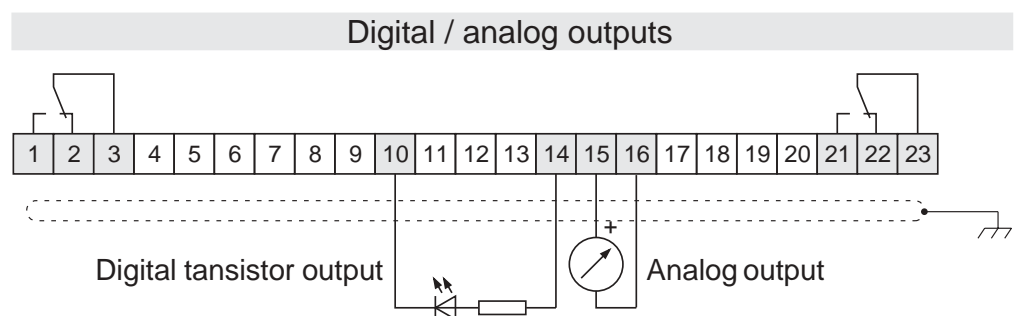 Digital / analog outputs
1 2 3 4 5 6 7 8 9 10 11 12 13 14 15 16 17 18 19 20 21 22 23
+
Digital tansistor output
Analog output